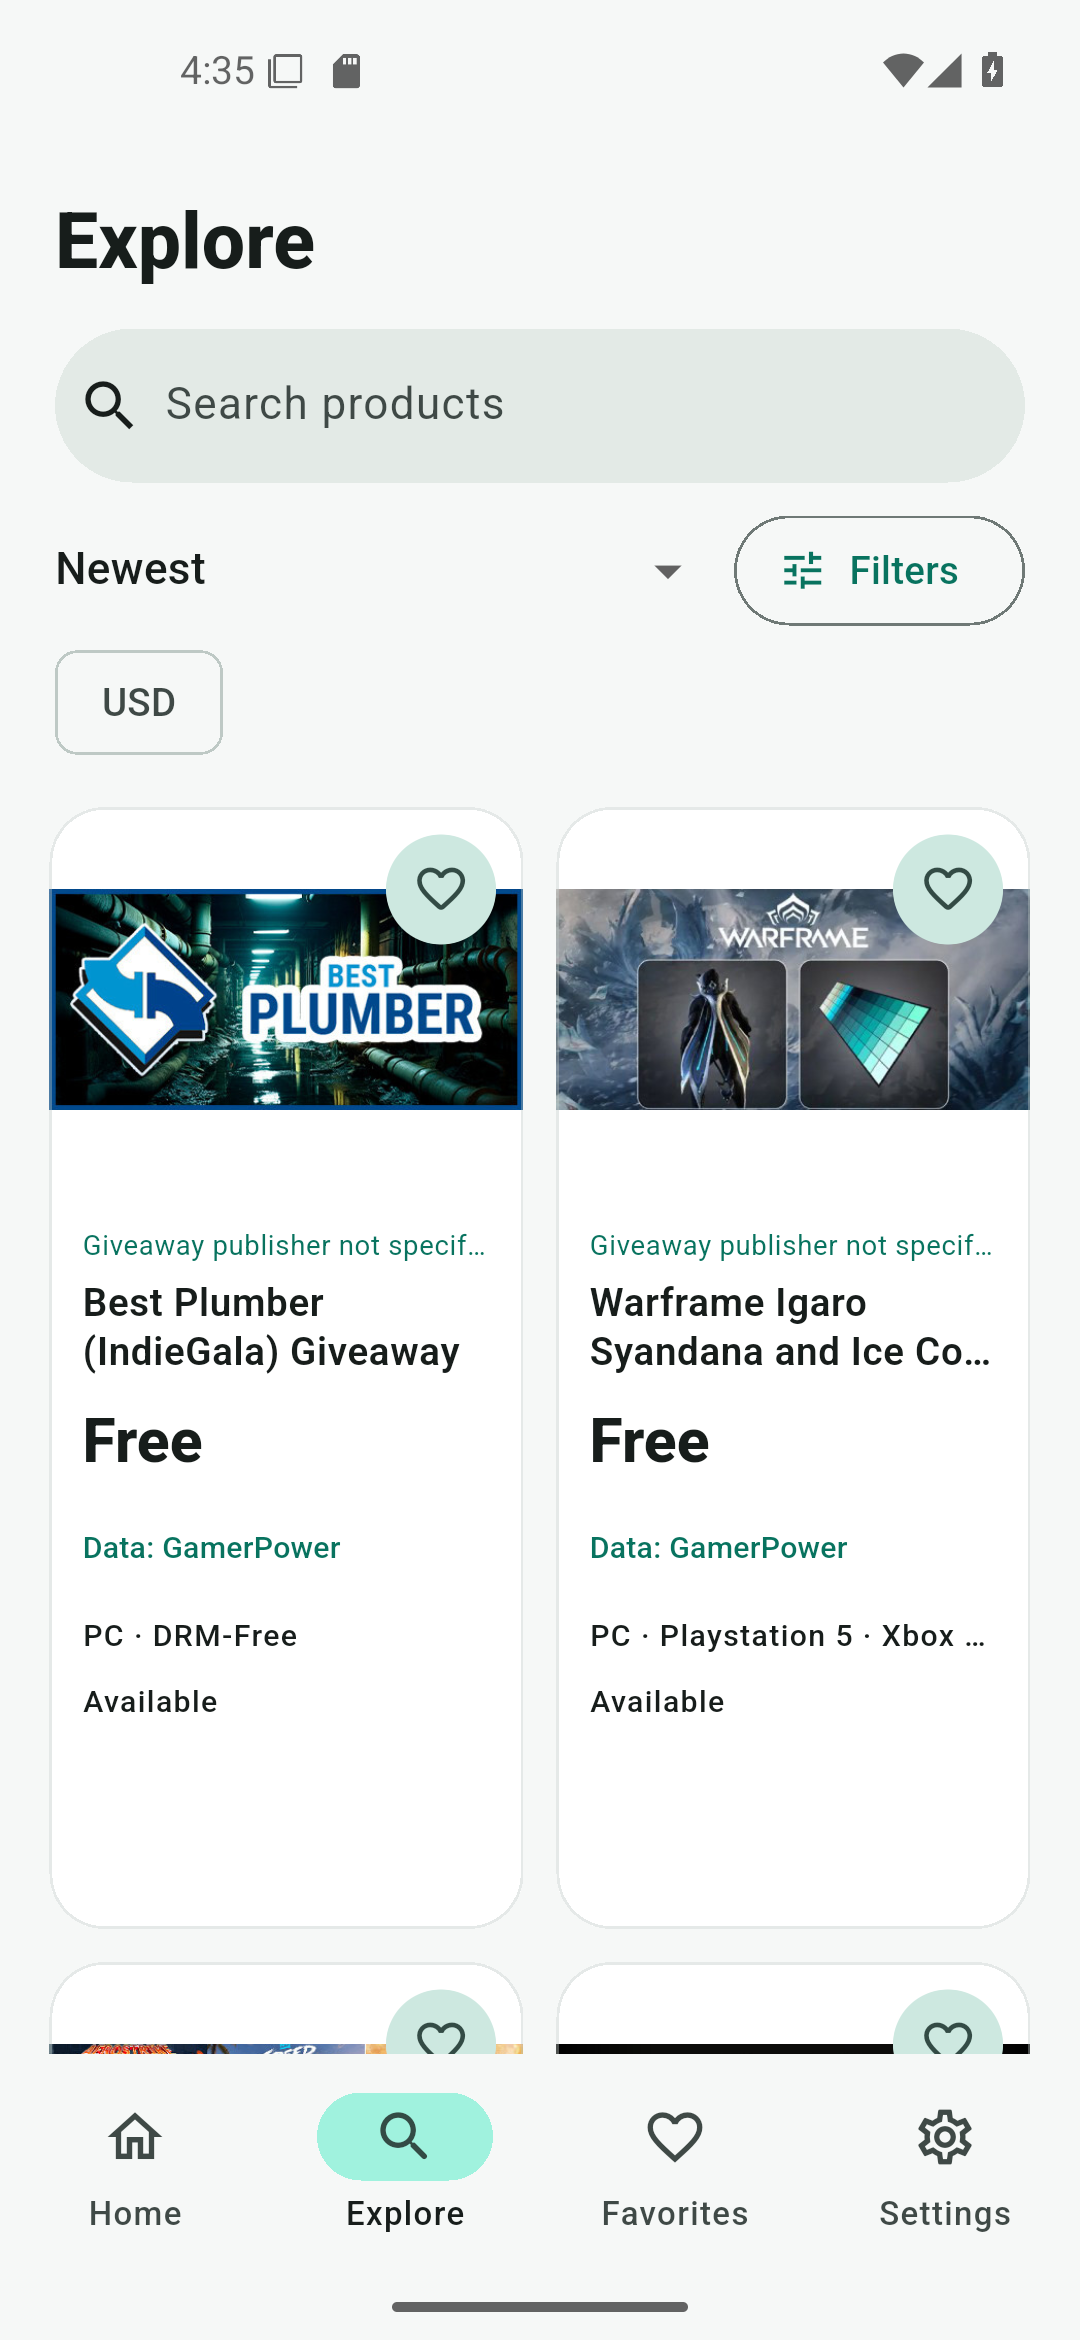 4:35
Explore
Search products
Newest
Filters
USD
BEST
PLUMBER
WARFRAME
Giveaway publisher not specif…
Best Plumber
(IndieGala) Giveaway
Free
Data: GamerPower
PC · DRM-Free
Available
Giveaway publisher not specif…
Warframe Igaro
Syandana and Ice Co…
Free
Data: GamerPower
PC · Playstation 5 · Xbox …
Available
Home
Explore
Favorites
Settings